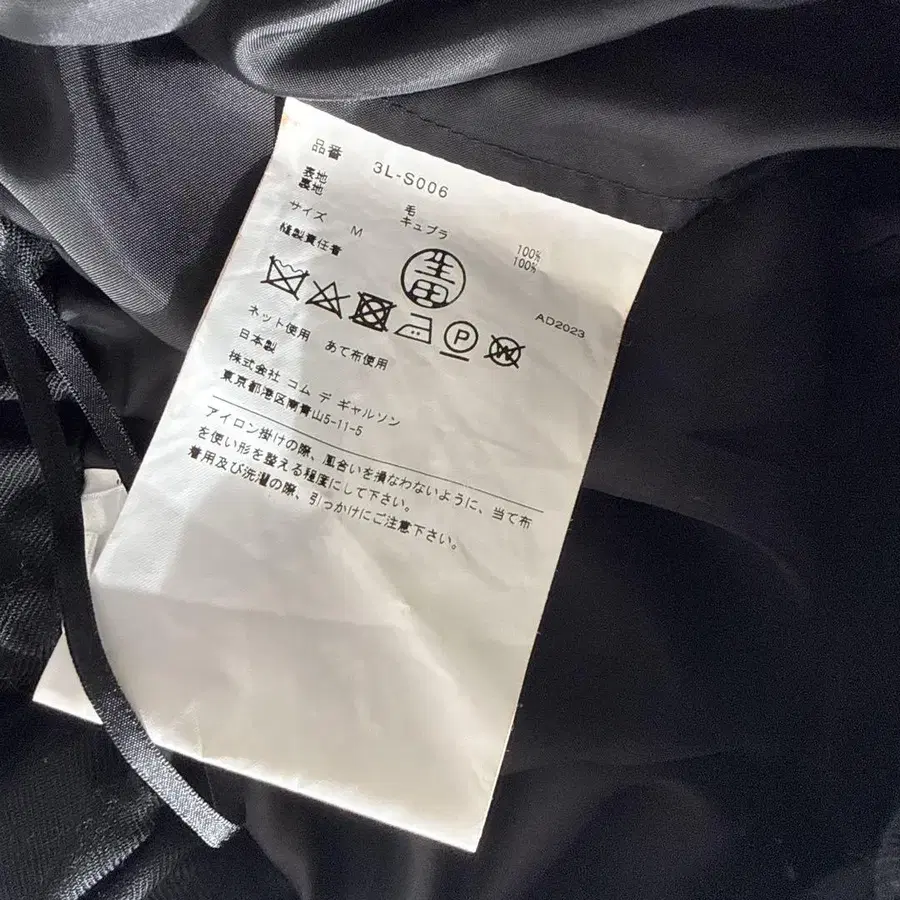 品番 3L-S006
表地 毛 100%
裏地 キュプラ 100%
サイズ M
縫製責任者 生田
AD2023
P W
ネット使用 あて布使用
日本製
株式会社 コム デ ギャルソン
東京都港区南青山5-11-5
アイロン掛けの際、風合いを損なわないように、当て布
を使い形を整える程度にして下さい。
着用及び洗濯の際、引っかけにご注意下さい。